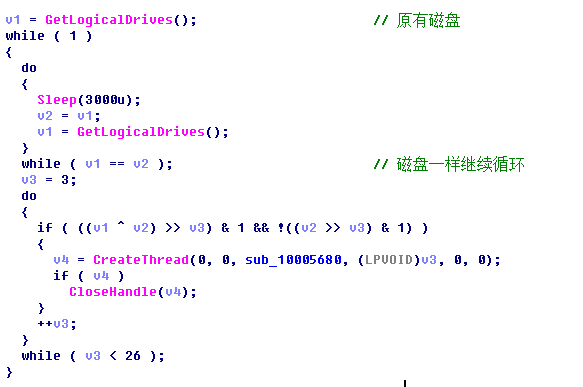 v1 = GetLogicalDrives(); // 原有磁盘
while ( 1 )
{
  do
  {
    Sleep(3000u);
    v2 = v1;
    v1 = GetLogicalDrives();
  }
  while ( v1 == v2 ); // 磁盘一样继续循环
  v3 = 3;
  do
  {
    if ( ((v1 ^ v2) >> v3) & 1 && !((v2 >> v3) & 1) )
    {
      v4 = CreateThread(0, 0, sub_10005680, (LPVOID)v3, 0, 0);
      if ( v4 )
        CloseHandle(v4);
    }
    ++v3;
  }
  while ( v3 < 26 );
}